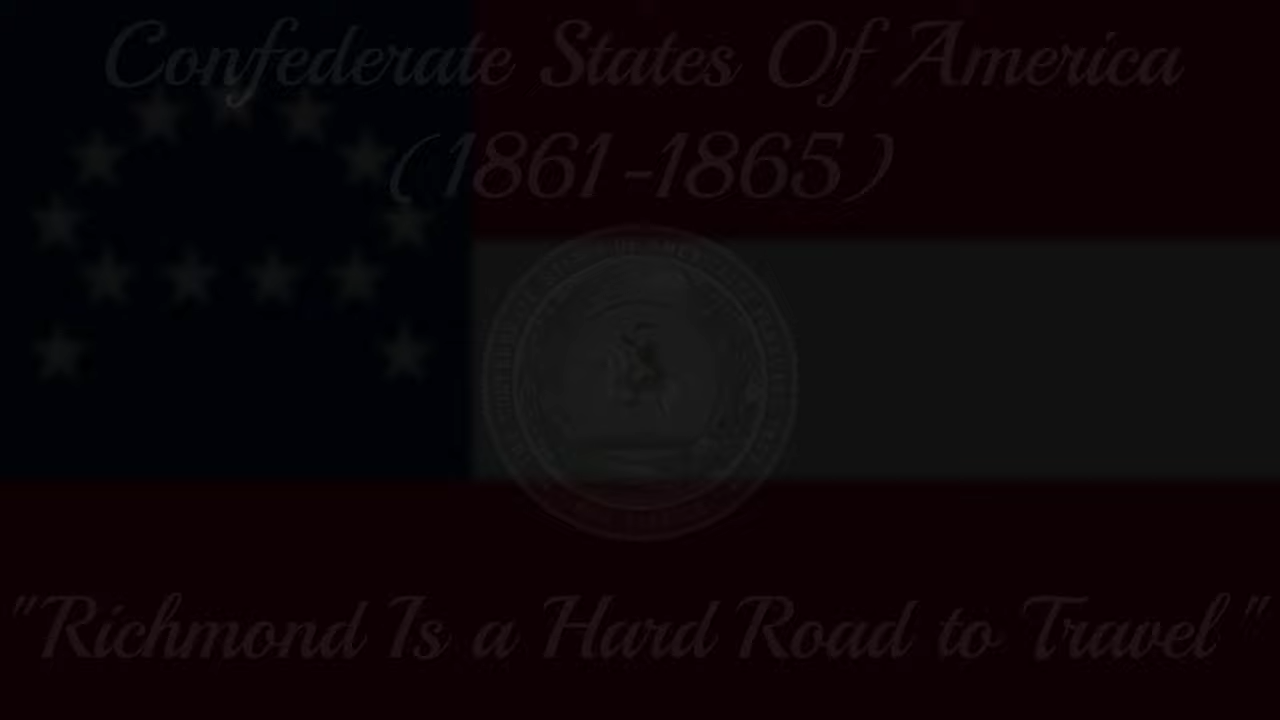 Confederate States Of America
(1861-1865)
"Richmond Is a Hard Road to Travel"